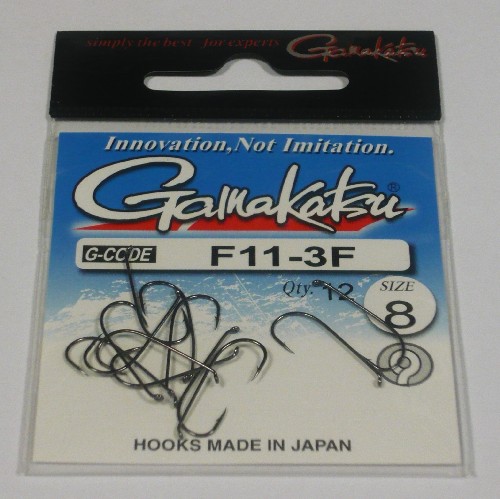 simply the best for experts Gamakatsu
Innovation, Not Imitation.
Gamakatsu®
G-CODE F11-3F
Qty. 12 SIZE 8
HOOKS MADE IN JAPAN